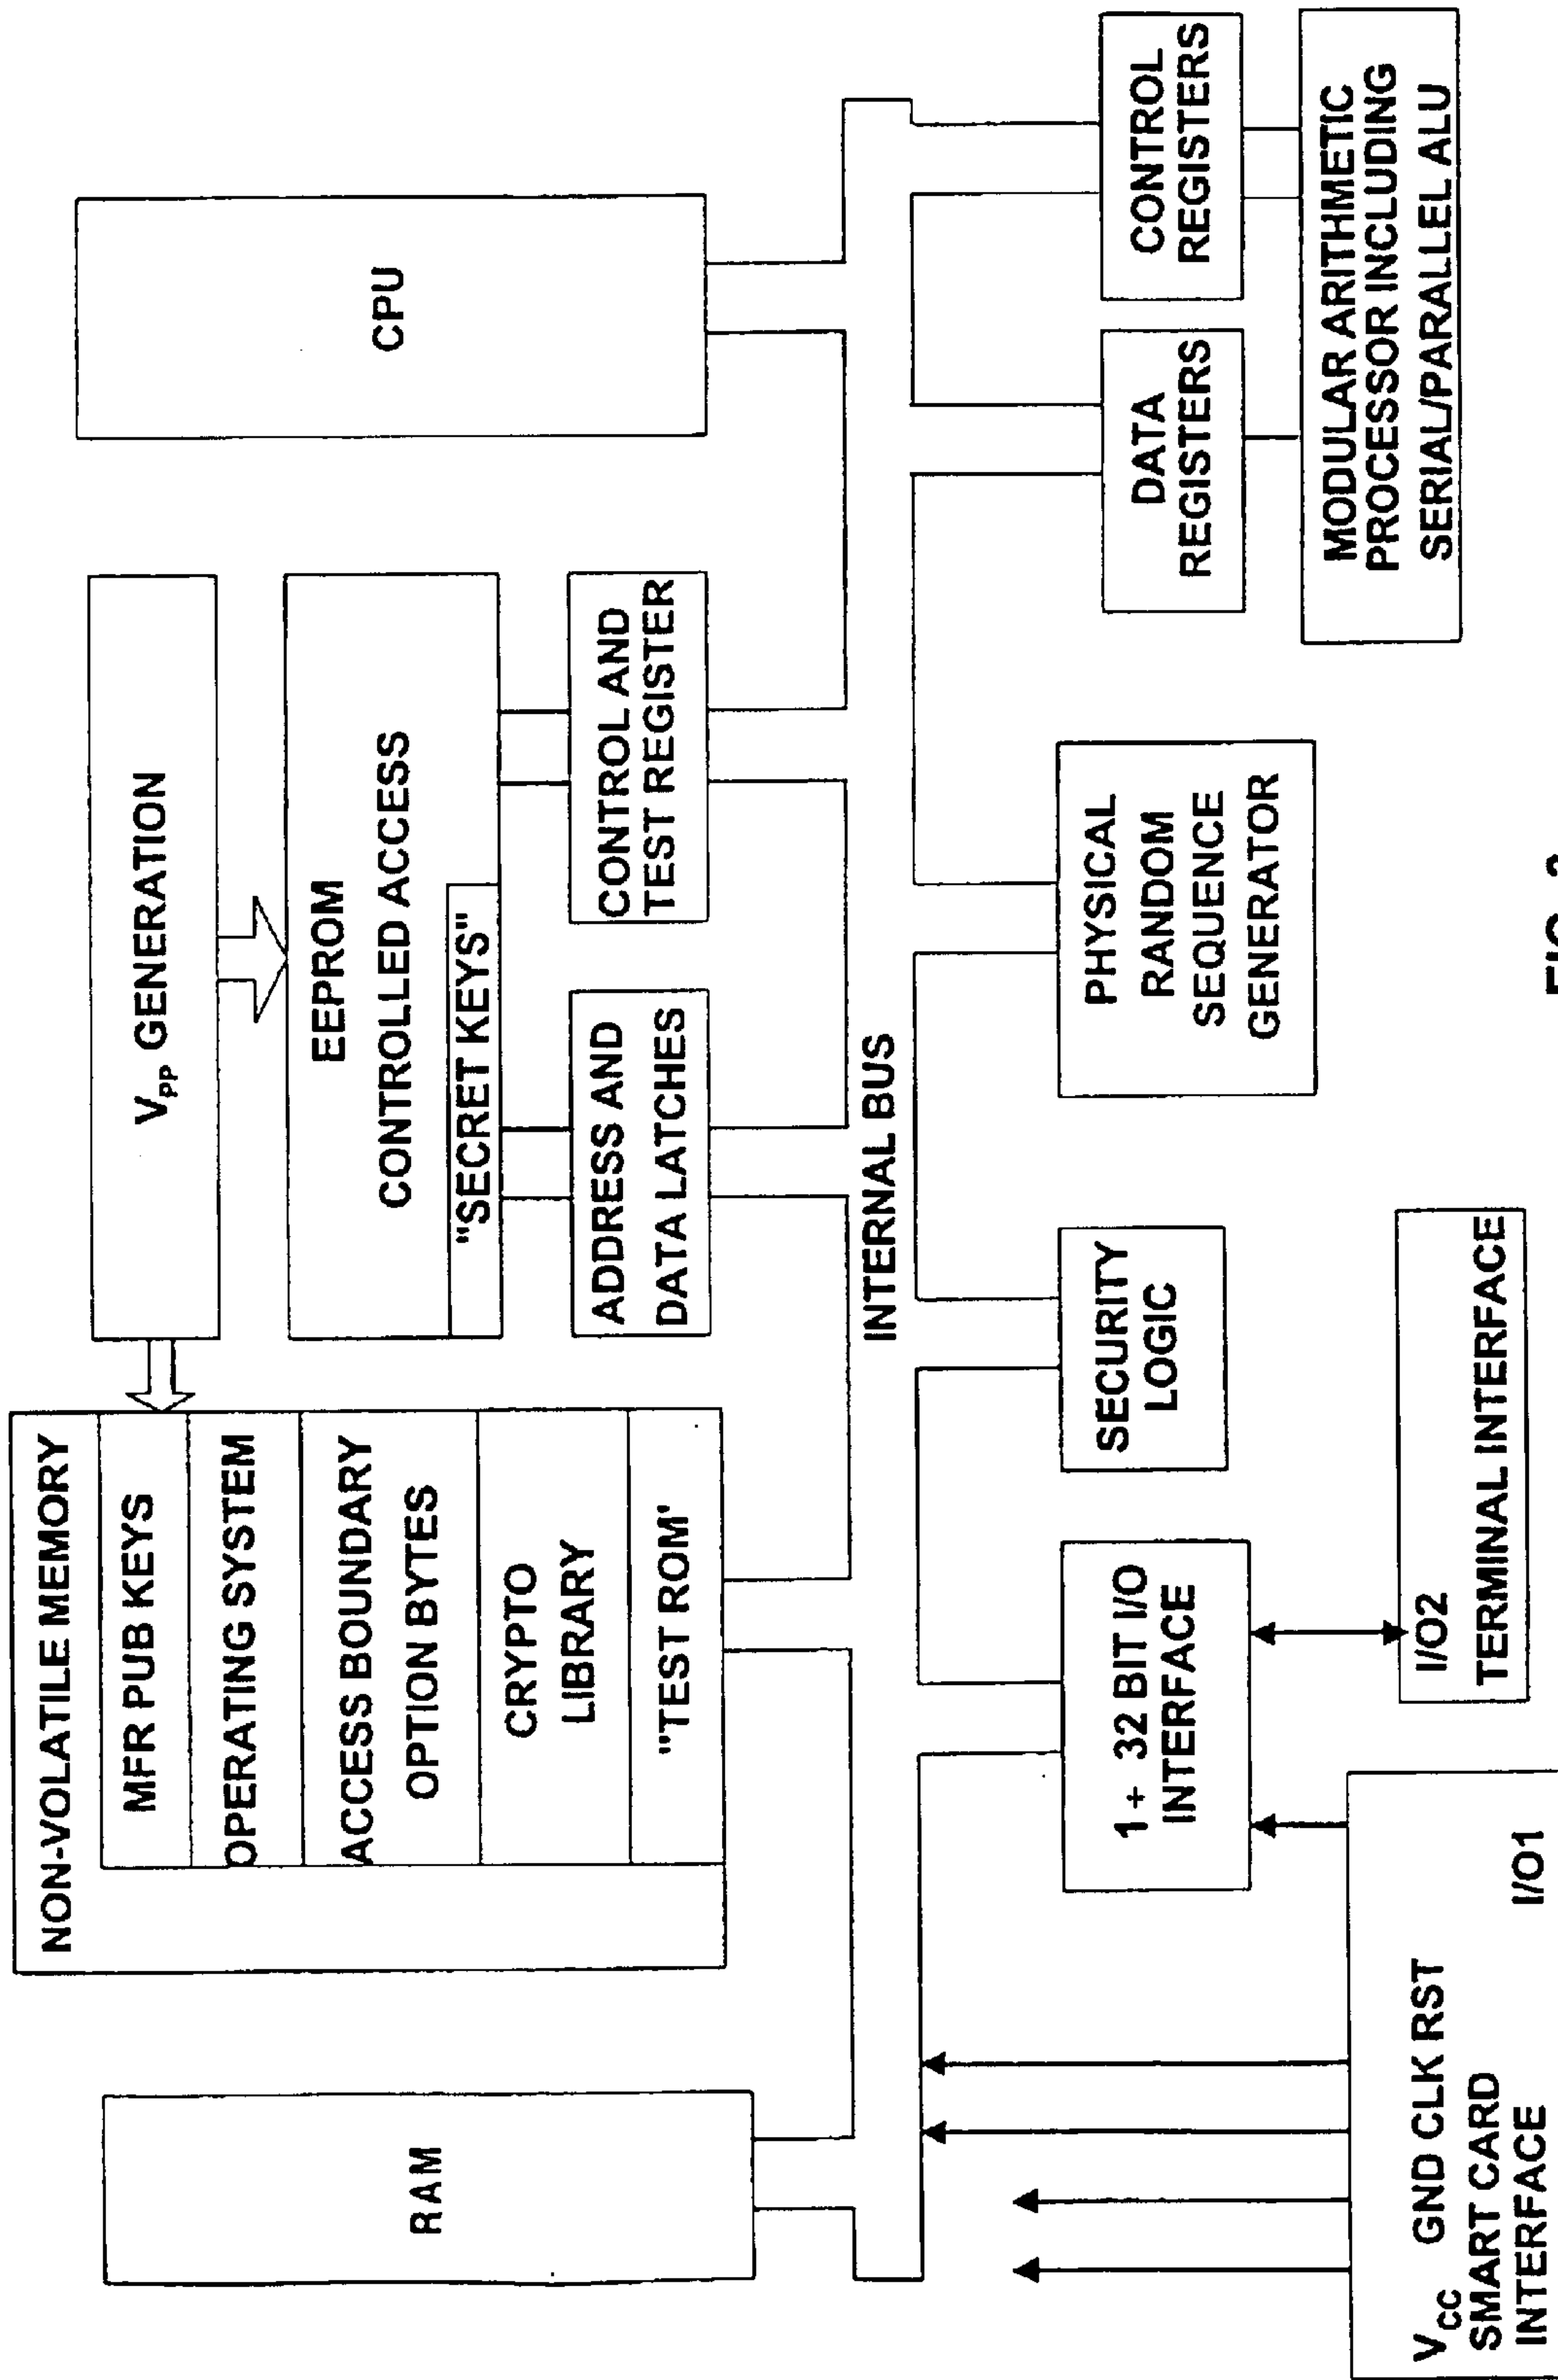 NON-VOLATILE MEMORY
MFR PUB KEYS
OPERATING SYSTEM
ACCESS BOUNDARY
OPTION BYTES
CRYPTO
LIBRARY
"TEST ROM'
RAM
V_PP GENERATION
EEPROM
CONTROLLED ACCESS
"SECRET KEYS"
ADDRESS AND
DATA LATCHES
CONTROL AND
TEST REGISTER
CPU
INTERNAL BUS
1 + 32 BIT I/O
INTERFACE
SECURITY
LOGIC
PHYSICAL
RANDOM
SEQUENCE
GENERATOR
DATA
REGISTERS
CONTROL
REGISTERS
MODULAR ARITHMETIC
PROCESSOR INCLUDING
SERIAL/PARALLEL ALU
V_CC GND CLK RST
SMART CARD
INTERFACE
I/O1
I/O2
TERMINAL INTERFACE
FIG.